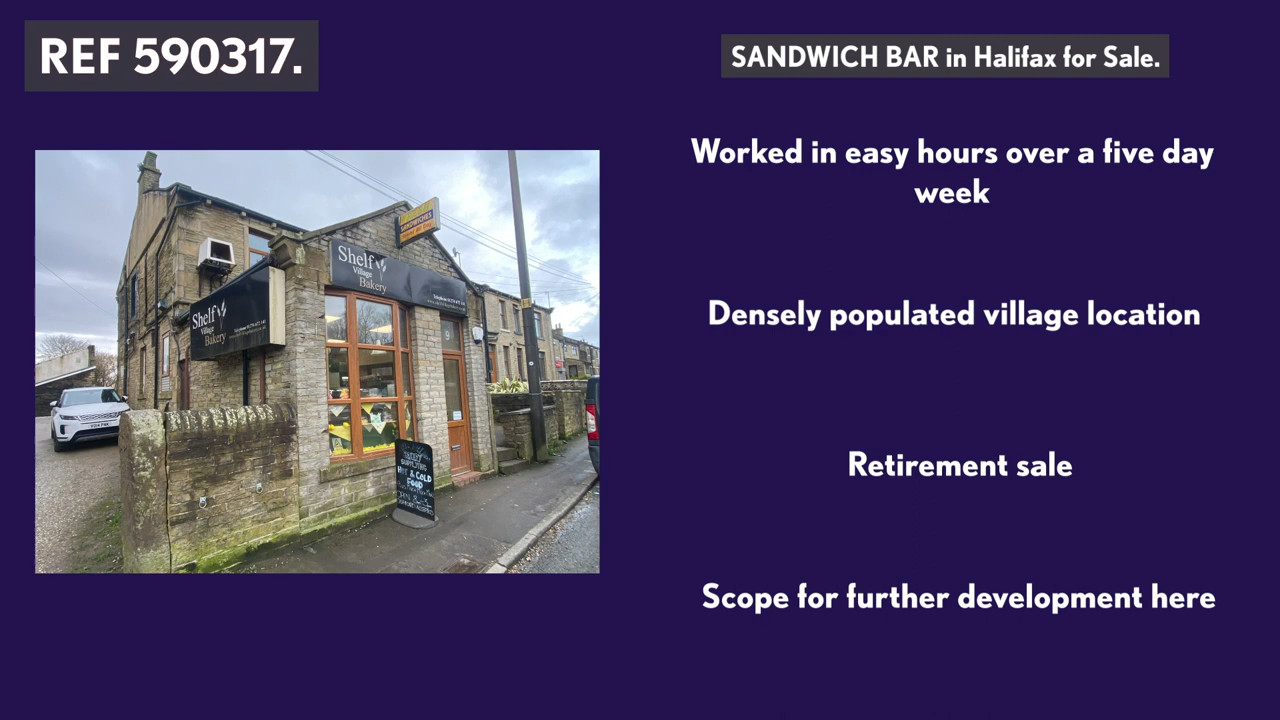 REF 590317.
SANDWICH BAR in Halifax for Sale.
Worked in easy hours over a five day
week
Densely populated village location
Retirement sale
Scope for further development here
SANDWICHES
Shelf
Village
Bakery
Shelf
Village
Bakery
9
HOT & COLD
FOOD